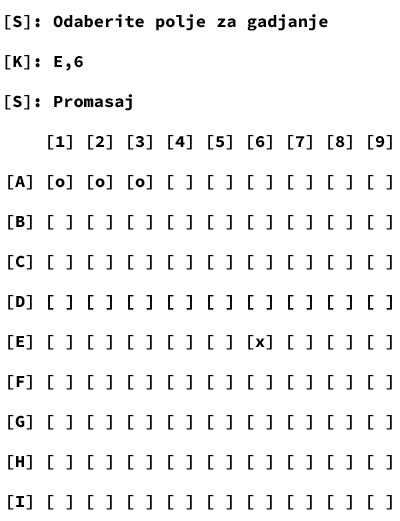 [S]: Odaberite polje za gadjanje
[K]: E,6
[S]: Promasaj
[1] [2] [3] [4] [5] [6] [7] [8] [9]
[A] [o] [o] [o] [ ] [ ] [ ] [ ] [ ] [ ]
[B] [ ] [ ] [ ] [ ] [ ] [ ] [ ] [ ] [ ]
[C] [ ] [ ] [ ] [ ] [ ] [ ] [ ] [ ] [ ]
[D] [ ] [ ] [ ] [ ] [ ] [ ] [ ] [ ] [ ]
[E] [ ] [ ] [ ] [ ] [ ] [x] [ ] [ ] [ ]
[F] [ ] [ ] [ ] [ ] [ ] [ ] [ ] [ ] [ ]
[G] [ ] [ ] [ ] [ ] [ ] [ ] [ ] [ ] [ ]
[H] [ ] [ ] [ ] [ ] [ ] [ ] [ ] [ ] [ ]
[I] [ ] [ ] [ ] [ ] [ ] [ ] [ ] [ ] [ ]